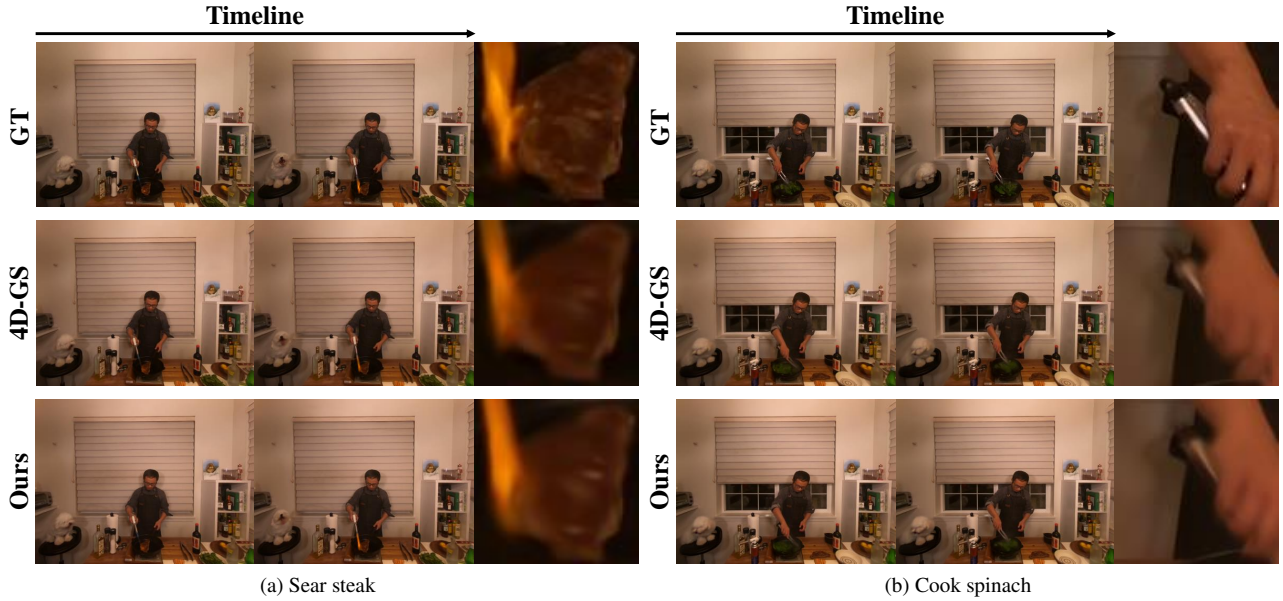 Timeline
Timeline
GT
GT
4D-GS
4D-GS
Ours
Ours
(a) Sear steak
(b) Cook spinach